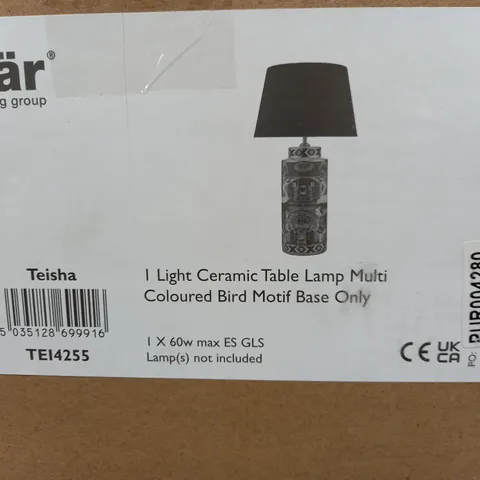 är®
g group
Teisha
1 Light Ceramic Table Lamp Multi
Coloured Bird Motif Base Only
5 035128 699916
TEI4255
1 X 60w max ES GLS
Lamp(s) not included
CE UK CA
PO:
PUR004280